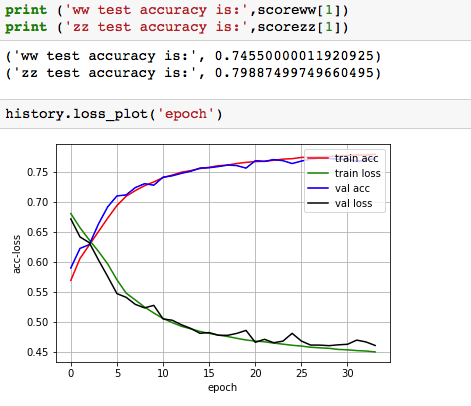 print ('ww test accuracy is:',scoreww[1])
print ('zz test accuracy is:',scorezz[1])
('ww test accuracy is:', 0.74550000011920925)
('zz test accuracy is:', 0.79887499749660495)
history.loss_plot('epoch')
train acc
train loss
val acc
val loss
0.75
0.70
0.65
0.60
0.55
0.50
0.45
acc-loss
0 5 10 15 20 25 30
epoch